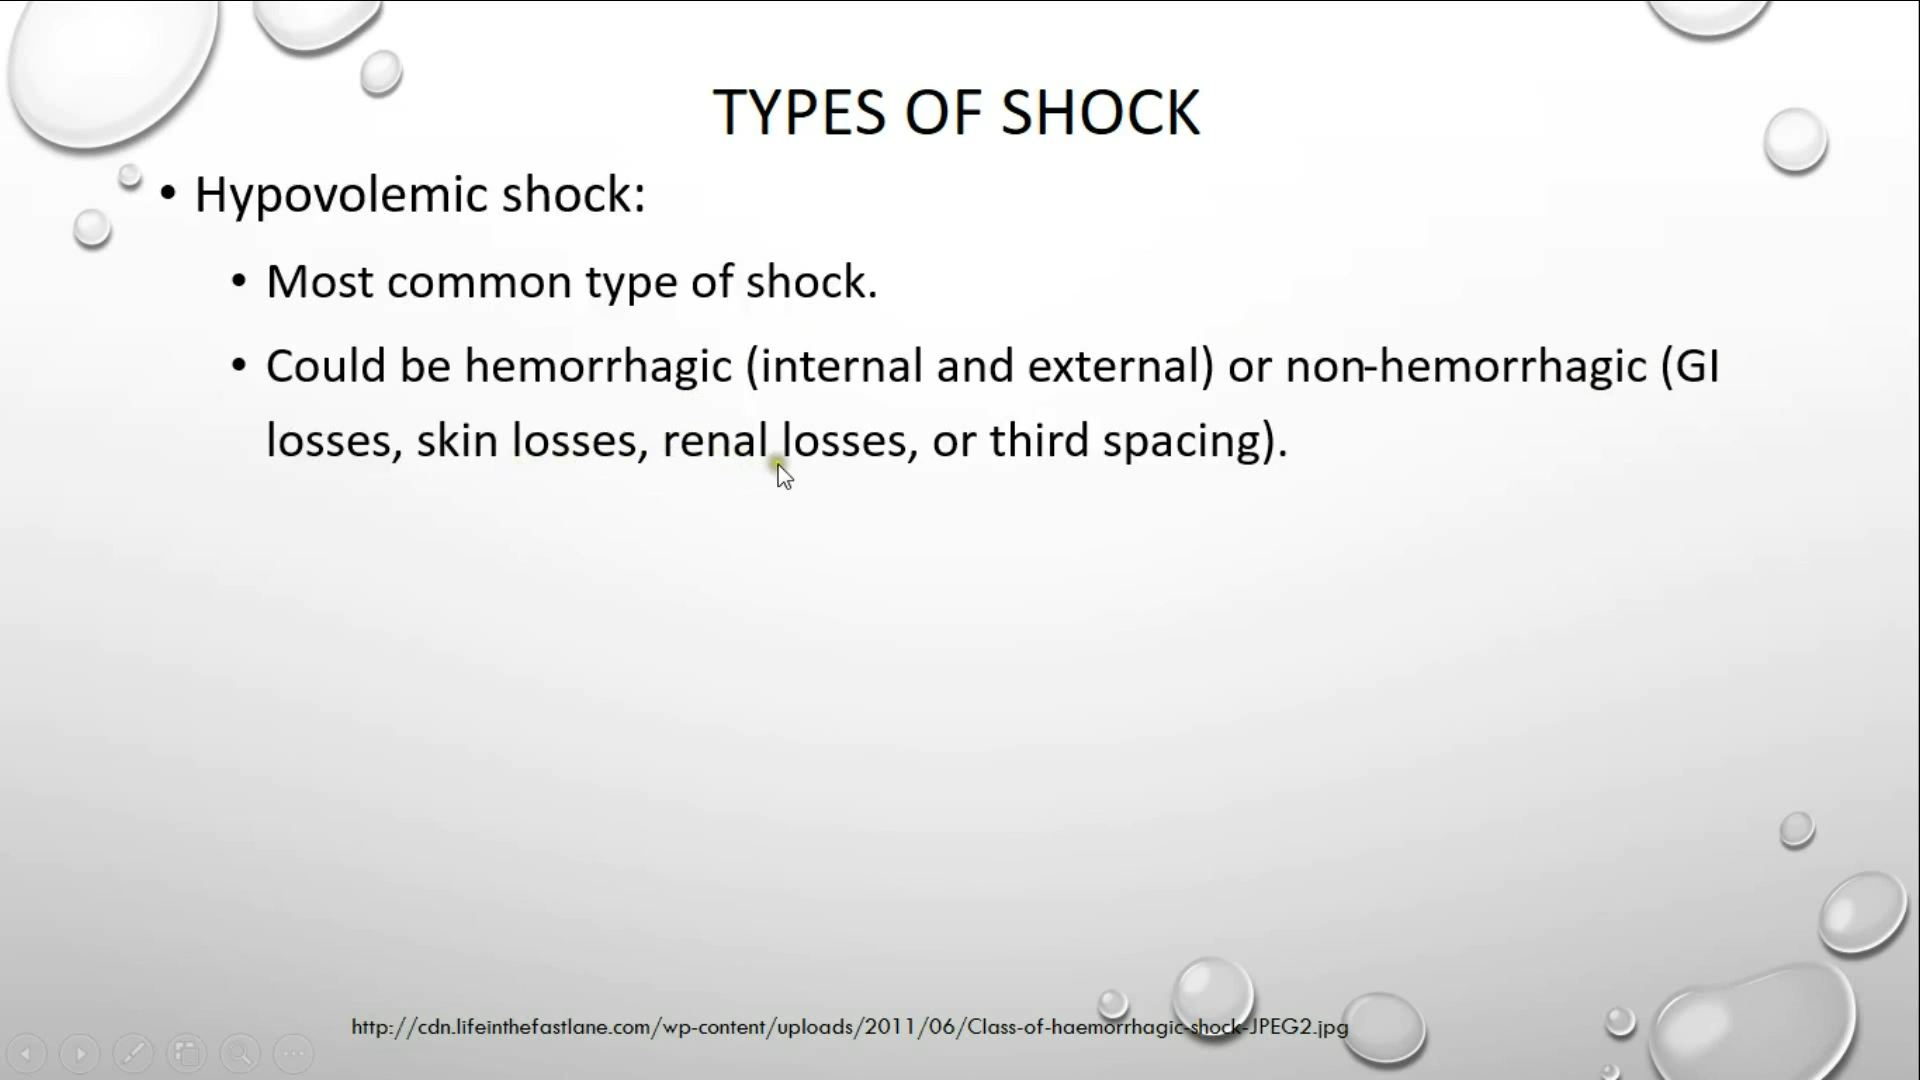 TYPES OF SHOCK
• Hypovolemic shock:
• Most common type of shock.
• Could be hemorrhagic (internal and external) or non-hemorrhagic (GI
losses, skin losses, renal losses, or third spacing).
http://cdn.lifeinthefastlane.com/wp-content/uploads/2011/06/Class-of-haemorrhagic-shock-JPEG2.jpg